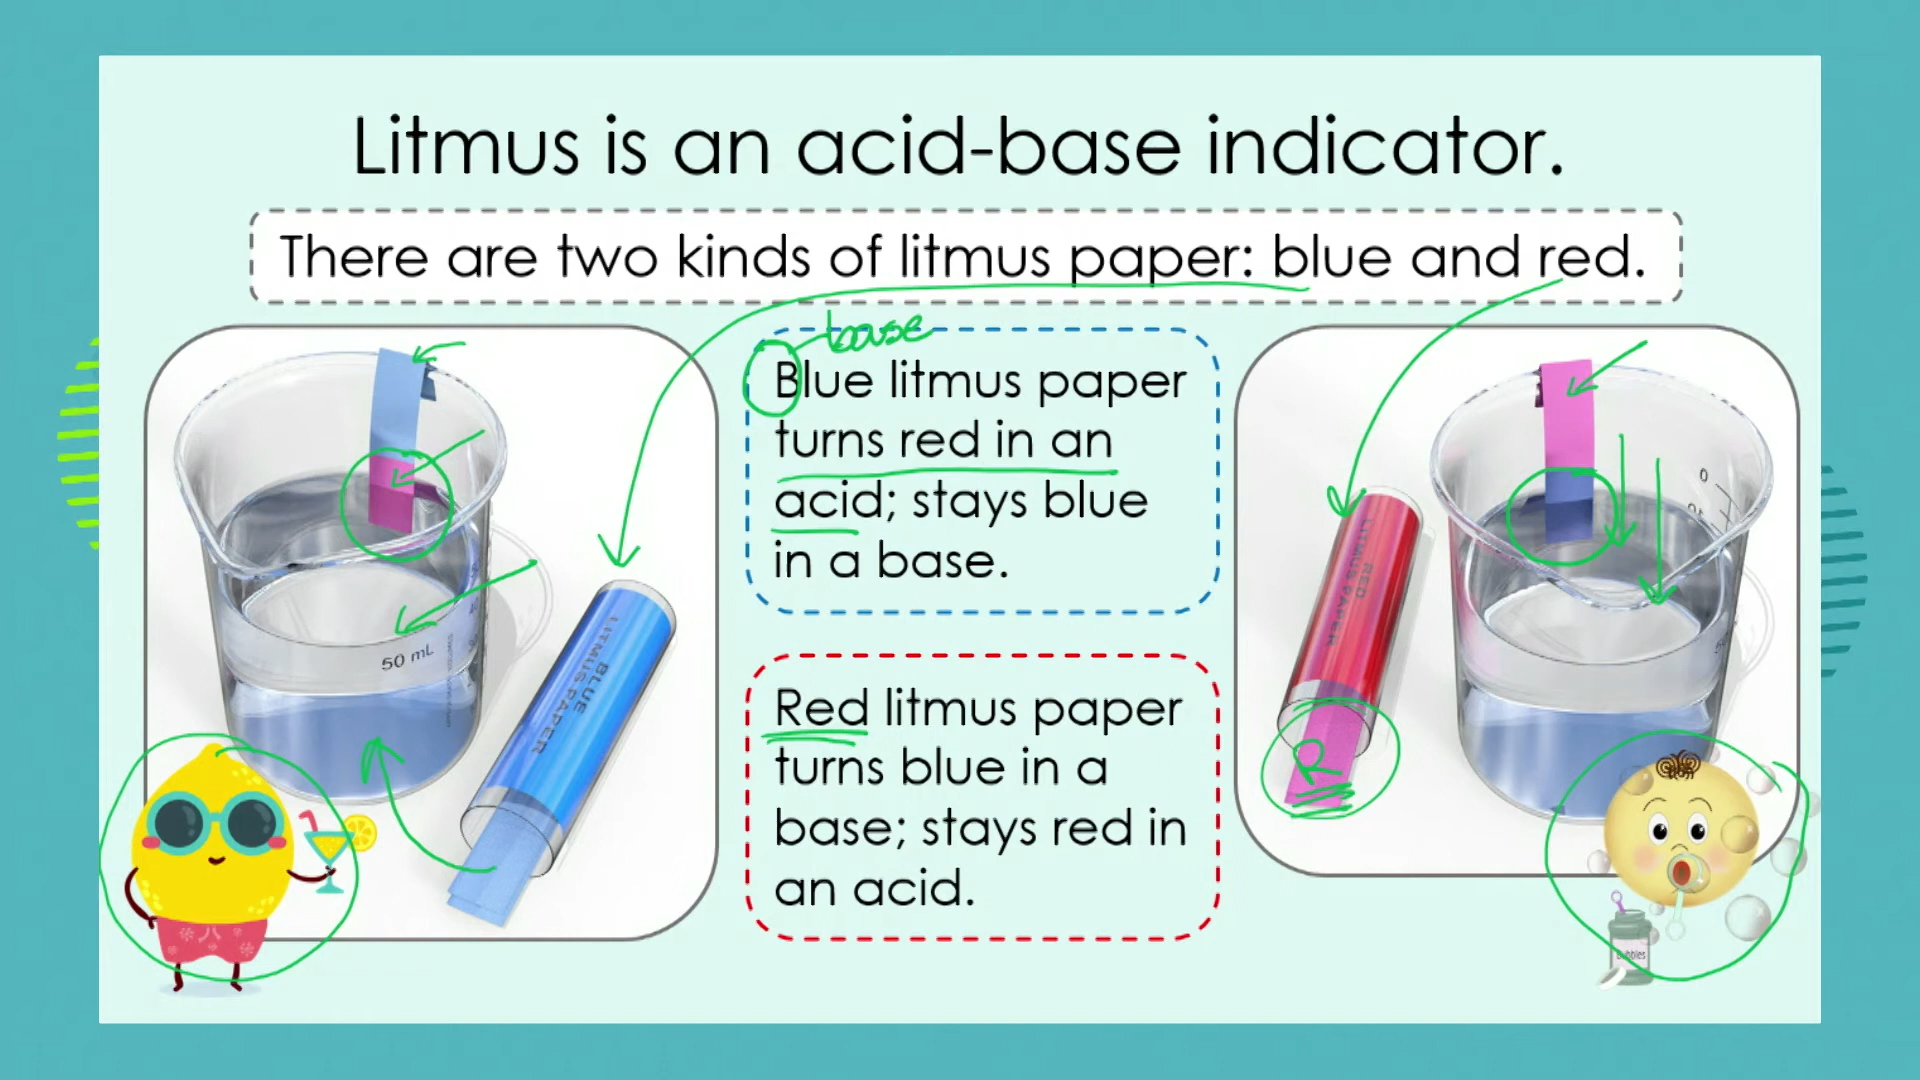 Litmus is an acid-base indicator.
There are two kinds of litmus paper: blue and red.
base
Blue litmus paper
turns red in an
acid; stays blue
in a base.
Red litmus paper
turns blue in a
base; stays red in
an acid.
50 mL
BLUE
LITMUS PAPER
RED
LITMUS PAPER
R
0
Bubbles